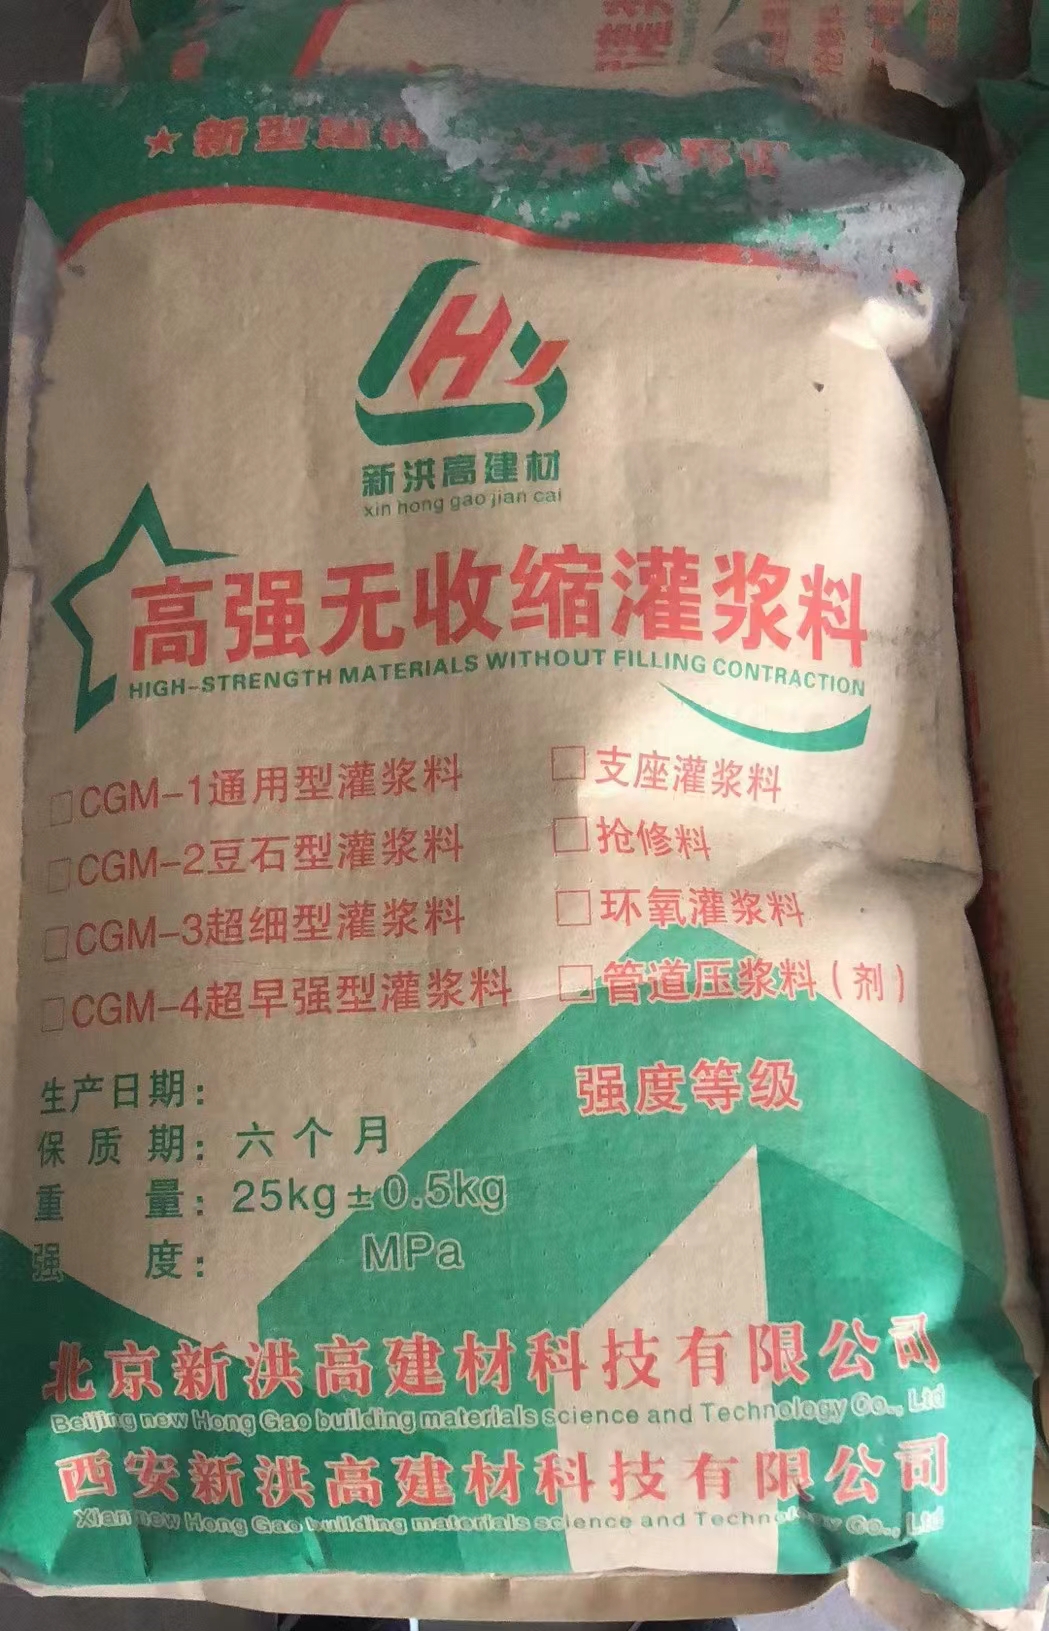 ★新型建材
新洪高建材
xin hong gao jian cai
高强无收缩灌浆料
HIGH-STRENGTH MATERIALS WITHOUT FILLING CONTRACTION
□CGM-1通用型灌浆料
□支座灌浆料
□CGM-2豆石型灌浆料
□抢修料
□CGM-3超细型灌浆料
□环氧灌浆料
□CGM-4超早强型灌浆料
□管道压浆料(剂)
强度等级
生产日期:
保质期:六个月
重量:25kg±0.5kg
强度: MPa
北京新洪高建材科技有限公司
Beijing new Hong Gao building materials science and Technology Co., Ltd
西安新洪高建材科技有限公司
Xian new Hong Gao building materials science and Technology Co., Ltd